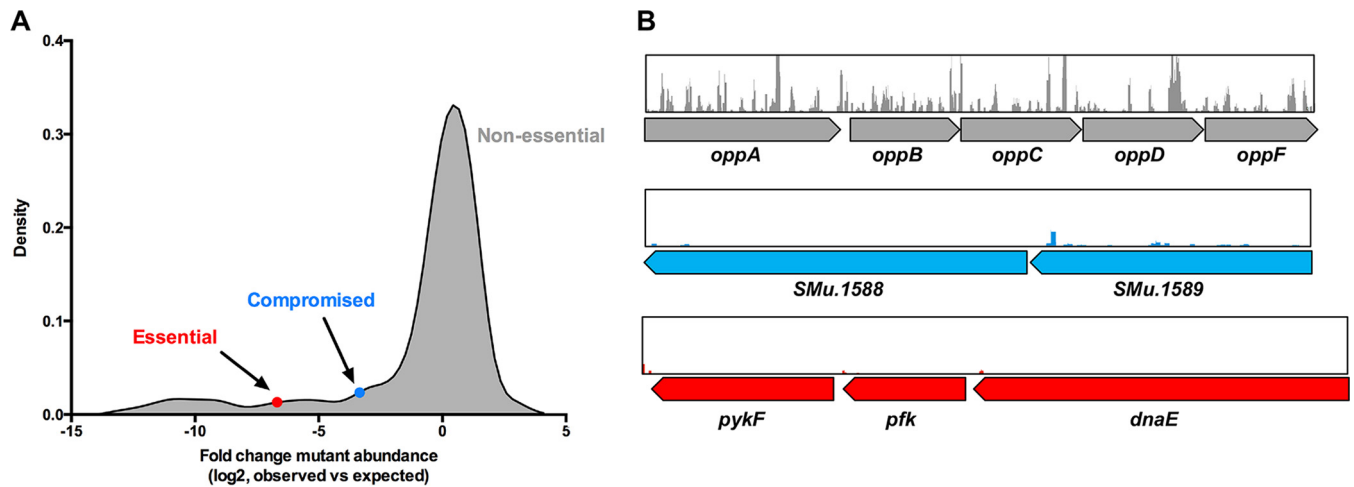 A
0.4
0.3
0.2
0.1
0.0
Density
Non-essential
Compromised
Essential
-15 -10 -5 0 5
Fold change mutant abundance
(log2, observed vs expected)
B
oppA oppB oppC oppD oppF
SMu.1588 SMu.1589
pykF pfk dnaE